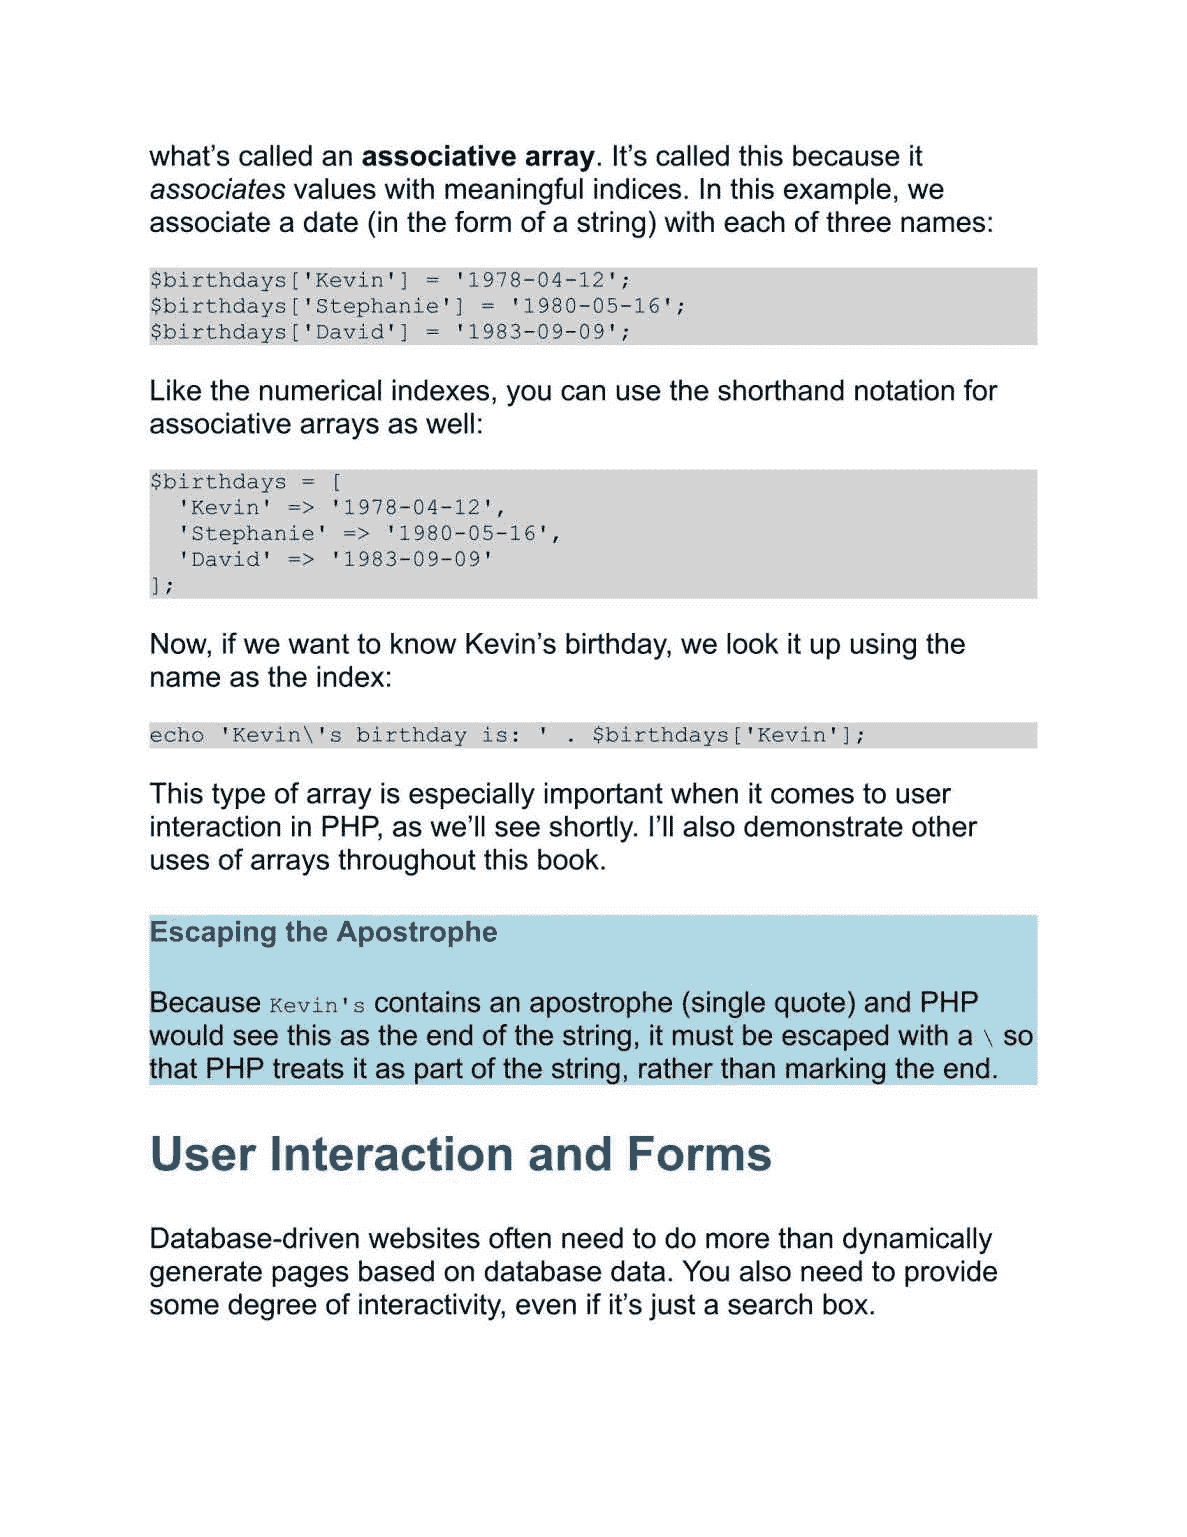 what’s called an associative array. It’s called this because it
associates values with meaningful indices. In this example, we
associate a date (in the form of a string) with each of three names:
$birthdays['Kevin'] = '1978-04-12';
$birthdays['Stephanie'] = '1980-05-16';
$birthdays['David'] = '1983-09-09';
Like the numerical indexes, you can use the shorthand notation for
associative arrays as well:
$birthdays = [
  'Kevin' => '1978-04-12',
  'Stephanie' => '1980-05-16',
  'David' => '1983-09-09'
];
Now, if we want to know Kevin’s birthday, we look it up using the
name as the index:
echo 'Kevin\'s birthday is: ' . $birthdays['Kevin'];
This type of array is especially important when it comes to user
interaction in PHP, as we’ll see shortly. I’ll also demonstrate other
uses of arrays throughout this book.
Escaping the Apostrophe
Because Kevin's contains an apostrophe (single quote) and PHP
would see this as the end of the string, it must be escaped with a \ so
that PHP treats it as part of the string, rather than marking the end.
User Interaction and Forms
Database-driven websites often need to do more than dynamically
generate pages based on database data. You also need to provide
some degree of interactivity, even if it’s just a search box.